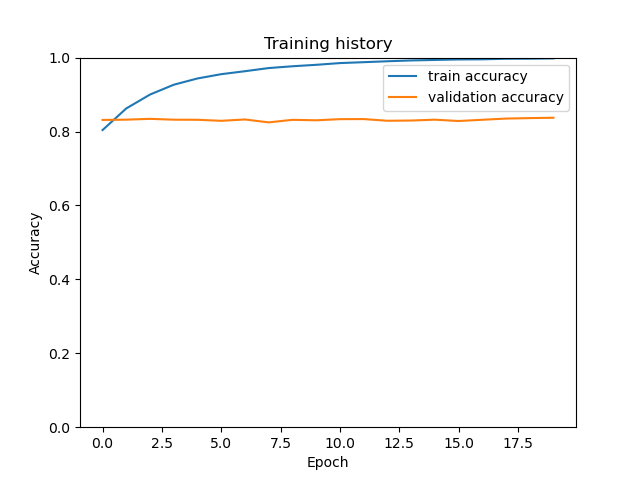 Training history
Accuracy
1.0
0.8
0.6
0.4
0.2
0.0
train accuracy
validation accuracy
0.0 2.5 5.0 7.5 10.0 12.5 15.0 17.5
Epoch